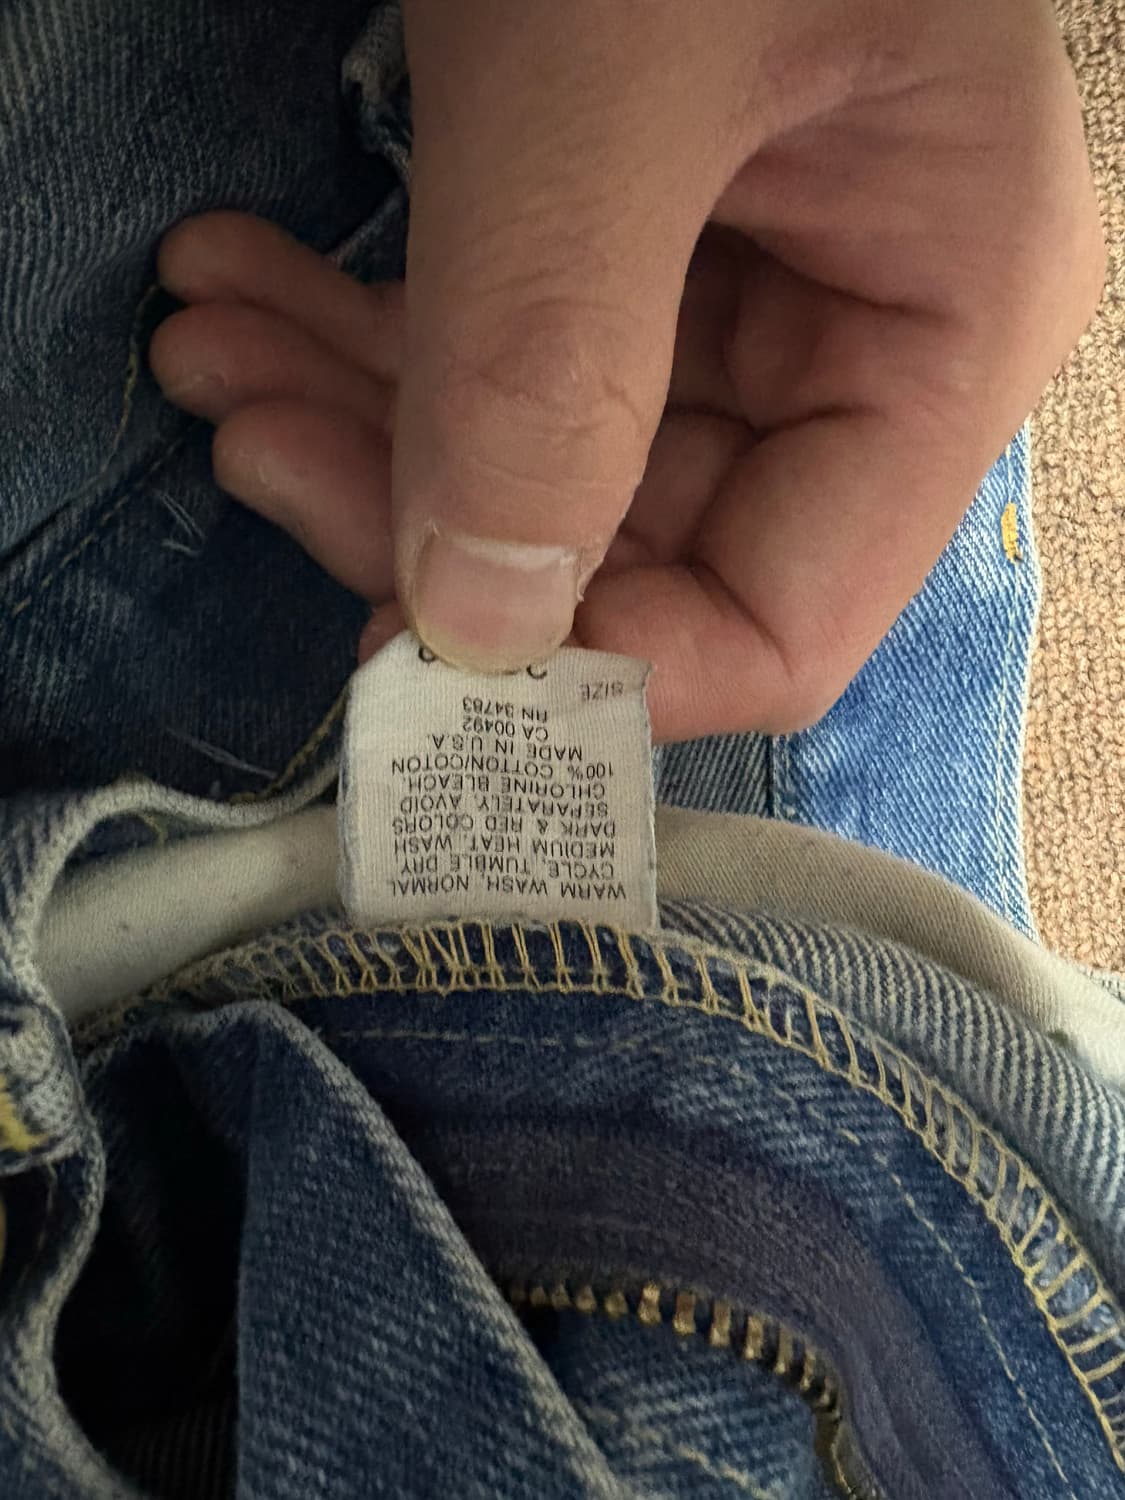 WARM WASH, NORMAL
CYCLE, TUMBLE DRY
MEDIUM HEAT, WASH
DARK & RED COLORS
SEPARATELY, AVOID
CHLORINE BLEACH
100% COTTON/COTON
MADE IN U.S.A.
CA 00492
RN 34783
SIZE